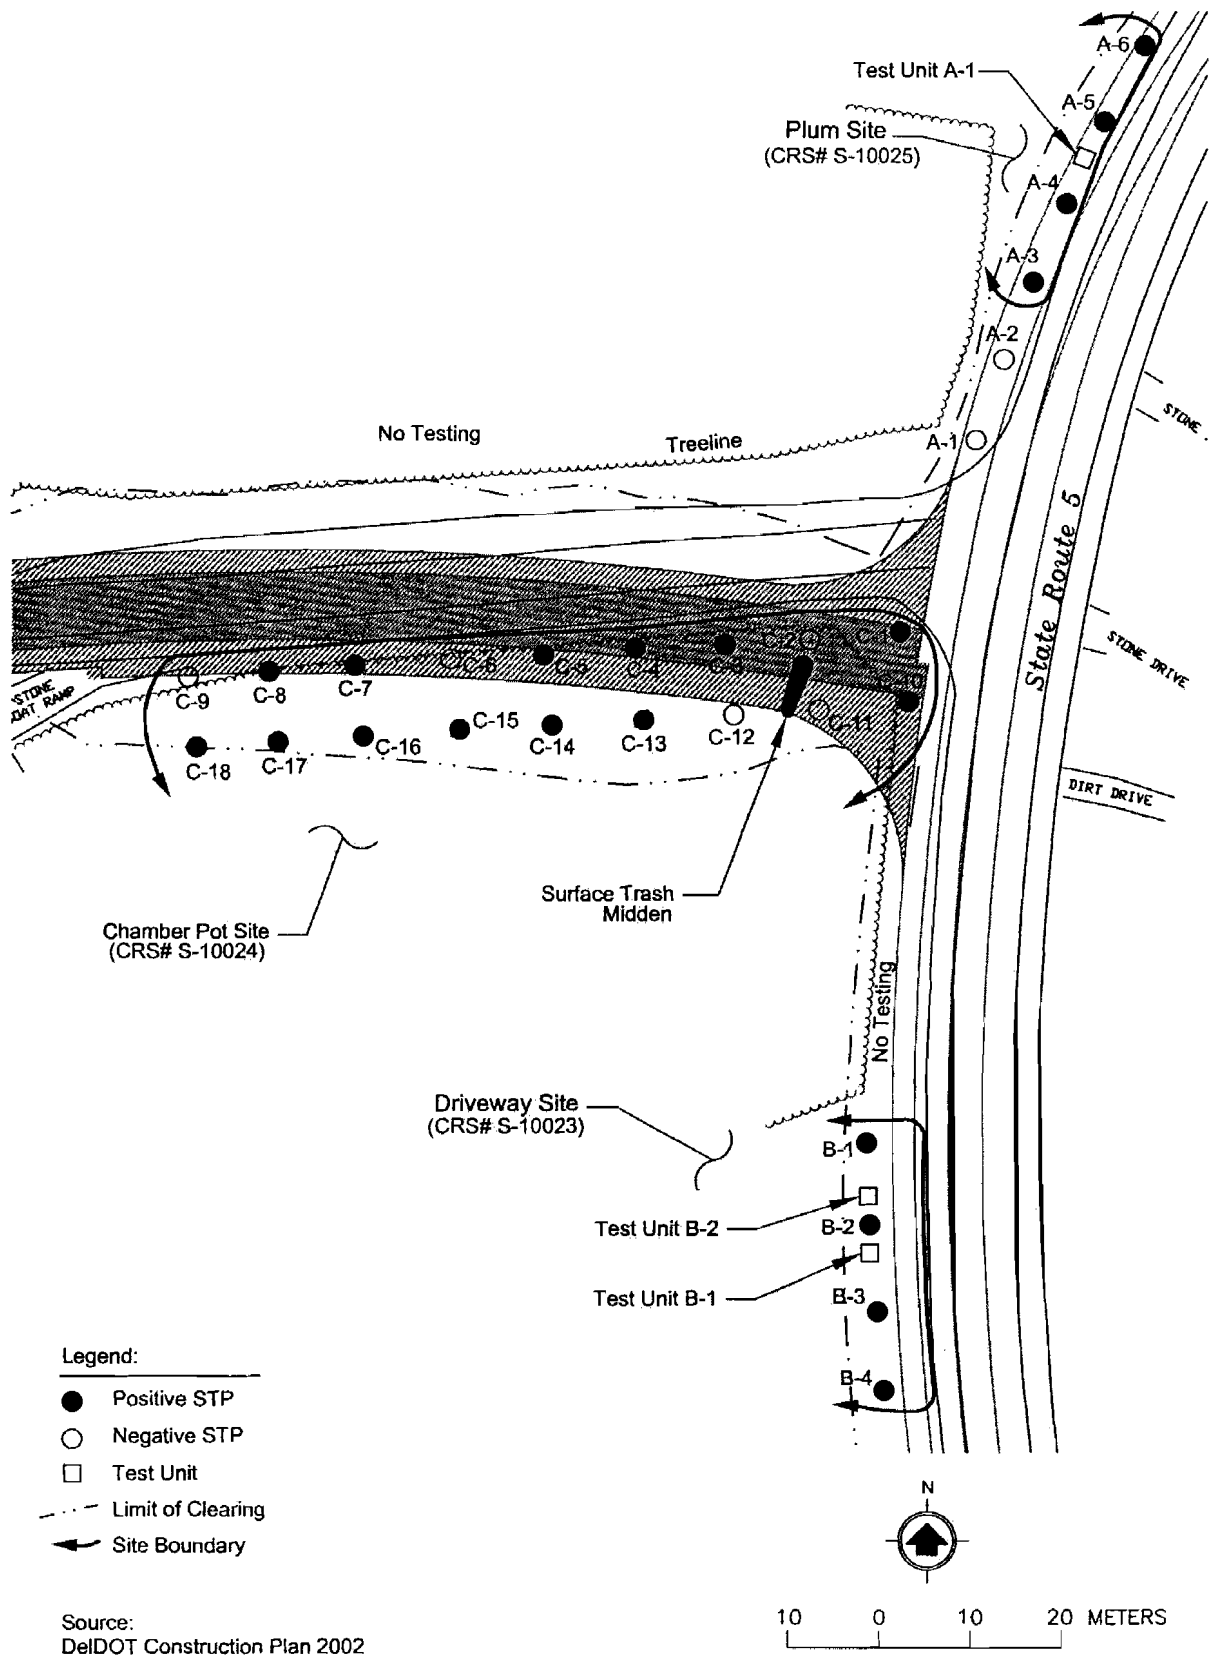 A-6
Test Unit A-1
A-5
Plum Site
(CRS# S-10025)
A-4
A-3
A-2
No Testing
Treeline
A-1
STONE
State Route 5
STONE DRIVE
C-2
C-1
C-3
C-4
C-5
C-6
C-7
C-8
C-9
C-10
STONE
BOAT RAMP
C-11
C-12
C-13
C-14
C-15
C-16
C-17
C-18
DIRT DRIVE
Surface Trash
Midden
Chamber Pot Site
(CRS# S-10024)
No Testing
Driveway Site
(CRS# S-10023)
B-1
Test Unit B-2
B-2
Test Unit B-1
B-3
B-4
Legend:
Positive STP
Negative STP
Test Unit
Limit of Clearing
Site Boundary
N
Source:
DelDOT Construction Plan 2002
10 0 10 20 METERS